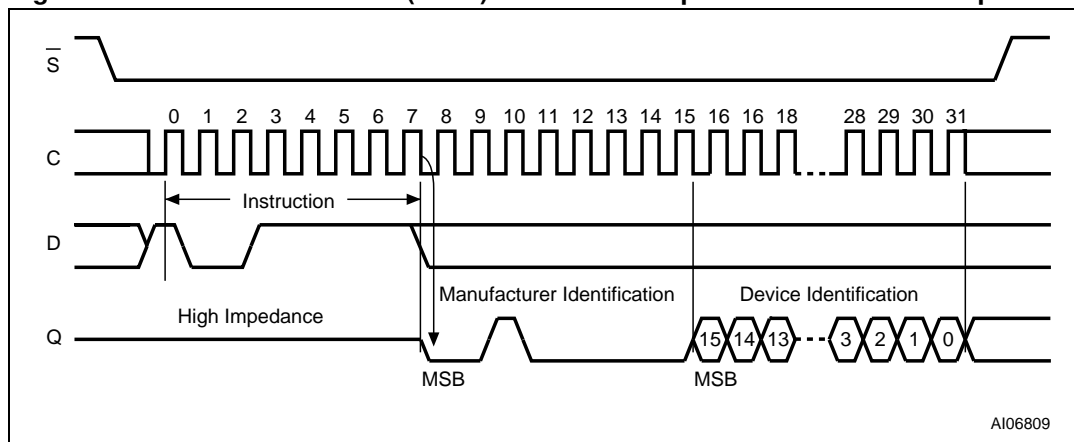 S
0 1 2 3 4 5 6 7 8 9 10 11 12 13 14 15 16 16 18 28 29 30 31
C
Instruction
D
Manufacturer Identification Device Identification
High Impedance
Q
15 14 13 3 2 1 0
MSB MSB
AI06809